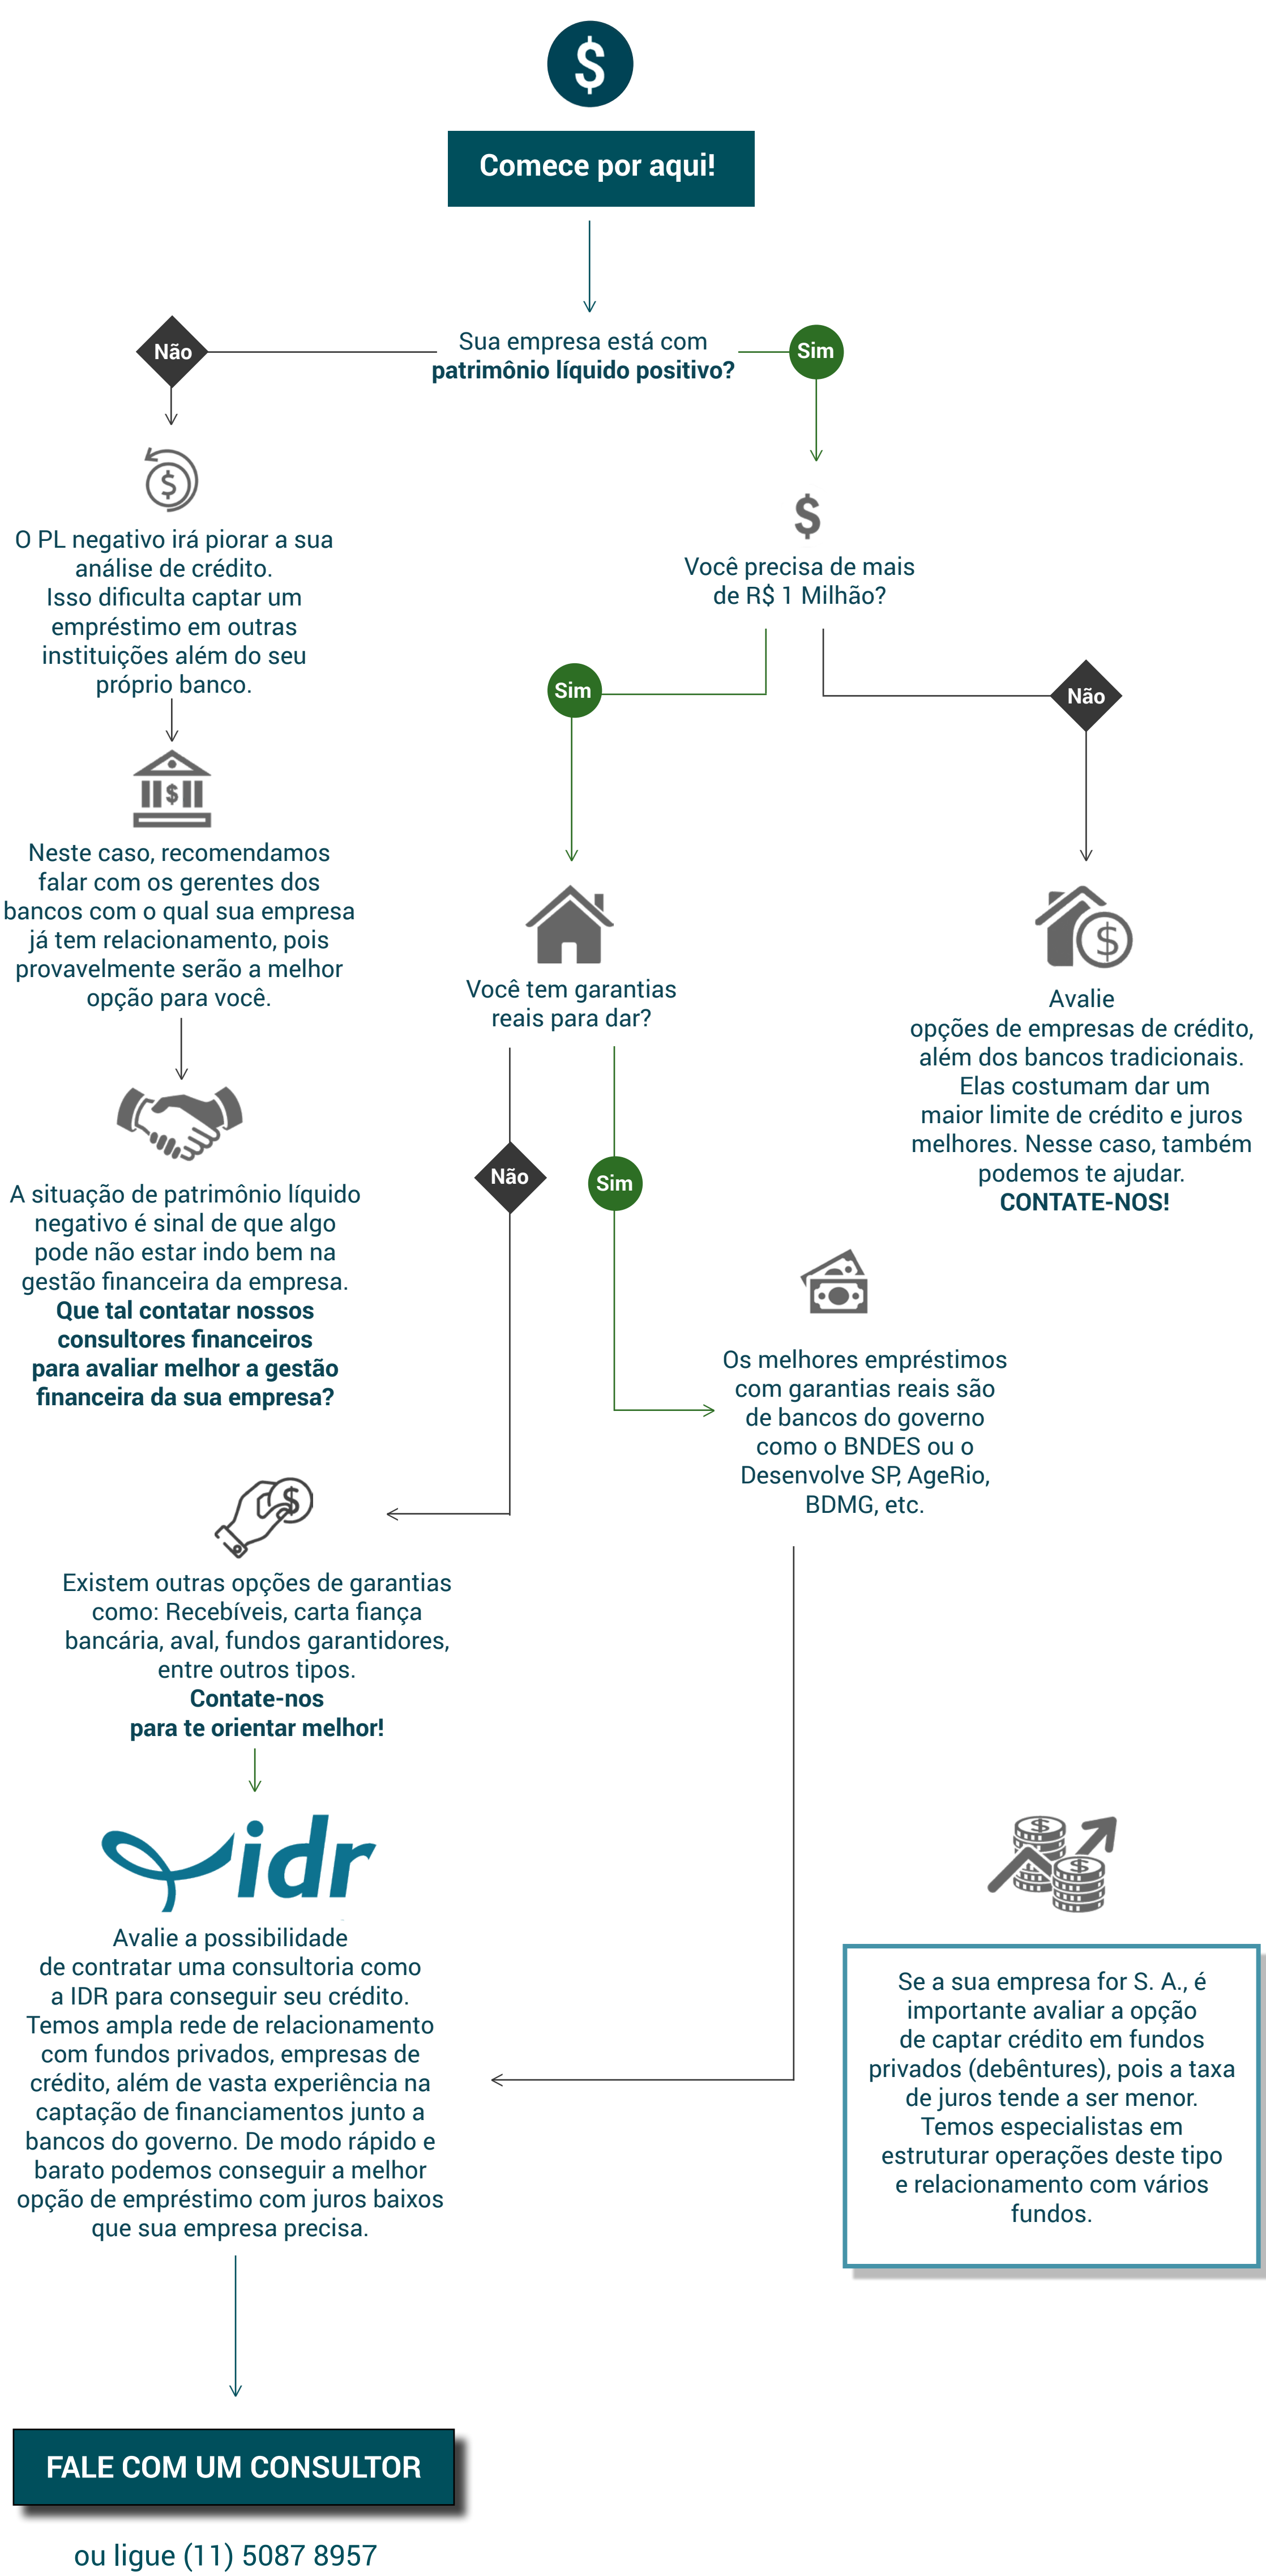 $
Comece por aqui!
Sua empresa está com
patrimônio líquido positivo?
Não
Sim
$
O PL negativo irá piorar a sua
análise de crédito.
Isso dificulta captar um
empréstimo em outras
instituições além do seu
próprio banco.
$
Neste caso, recomendamos
falar com os gerentes dos
bancos com o qual sua empresa
já tem relacionamento, pois
provavelmente serão a melhor
opção para você.
A situação de patrimônio líquido
negativo é sinal de que algo
pode não estar indo bem na
gestão financeira da empresa.
Que tal contatar nossos
consultores financeiros
para avaliar melhor a gestão
financeira da sua empresa?
$
Você precisa de mais
de R$ 1 Milhão?
Sim
Não
Você tem garantias
reais para dar?
$
Avalie
opções de empresas de crédito,
além dos bancos tradicionais.
Elas costumam dar um
maior limite de crédito e juros
melhores. Nesse caso, também
podemos te ajudar.
CONTATE-NOS!
Não
Sim
Os melhores empréstimos
com garantias reais são
de bancos do governo
como o BNDES ou o
Desenvolve SP, AgeRio,
BDMG, etc.
$
Existem outras opções de garantias
como: Recebíveis, carta fiança
bancária, aval, fundos garantidores,
entre outros tipos.
Contate-nos
para te orientar melhor!
idr
Avalie a possibilidade
de contratar uma consultoria como
a IDR para conseguir seu crédito.
Temos ampla rede de relacionamento
com fundos privados, empresas de
crédito, além de vasta experiência na
captação de financiamentos junto a
bancos do governo. De modo rápido e
barato podemos conseguir a melhor
opção de empréstimo com juros baixos
que sua empresa precisa.
$
$
Se a sua empresa for S. A., é
importante avaliar a opção
de captar crédito em fundos
privados (debêntures), pois a taxa
de juros tende a ser menor.
Temos especialistas em
estruturar operações deste tipo
e relacionamento com vários
fundos.
FALE COM UM CONSULTOR
ou ligue (11) 5087 8957